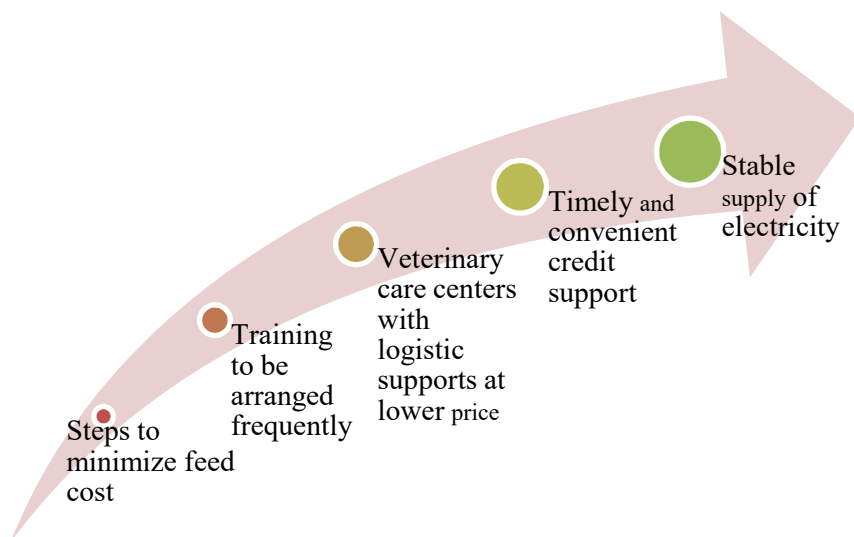 Steps to
minimize feed
cost
Training
to be
arranged
frequently
Veterinary
care centers
with
logistic
supports at
lower price
Timely and
convenient
credit
support
Stable
supply of
electricity